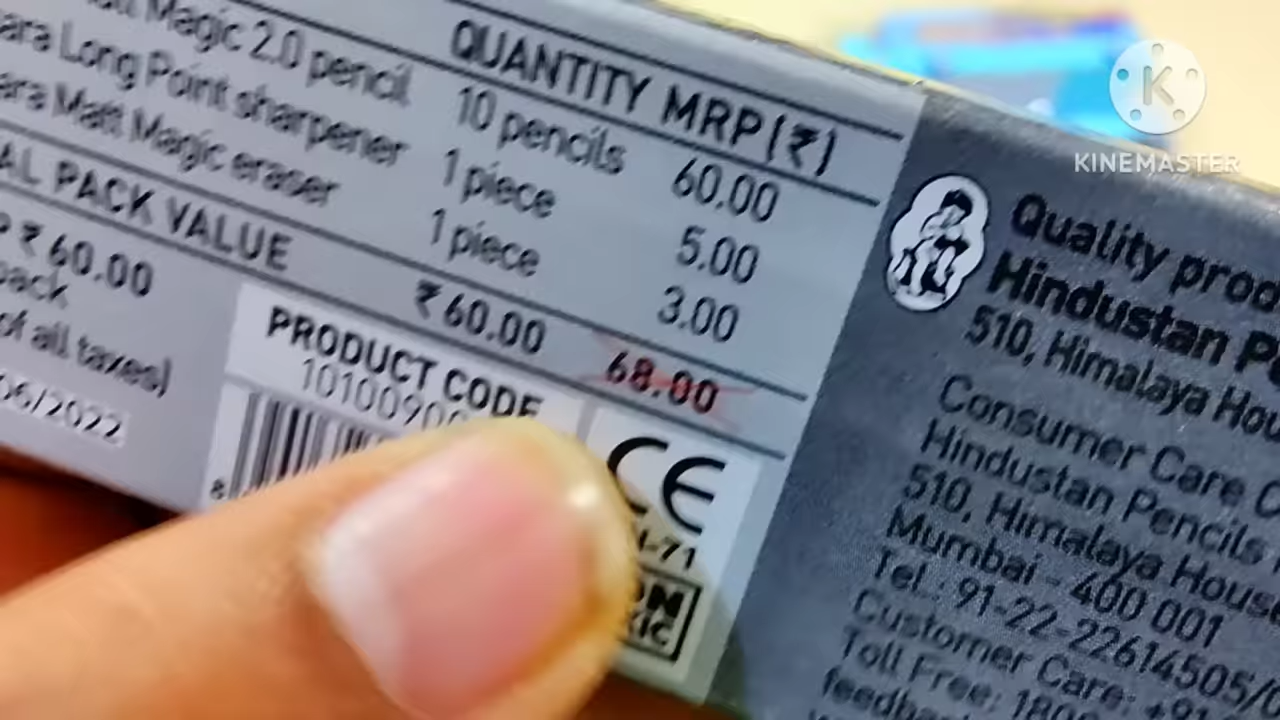 Magic 2.0 pencil
Long Point sharpener
Matt Magic eraser
PACK VALUE
₹60.00
pack
of all taxes)
06/2022
QUANTITY MRP(₹)
10 pencils 60.00
1 piece 5.00
1 piece 3.00
₹60.00 68.00
PRODUCT CODE
CE
Quality
Hindustan
510, Himalaya
Consumer Care
Hindustan Pencils
510, Himalaya House
Mumbai - 400 001
Tel.: 91-22-22614505/
Customer Care: +91
Toll Free:
K
KINEMASTER